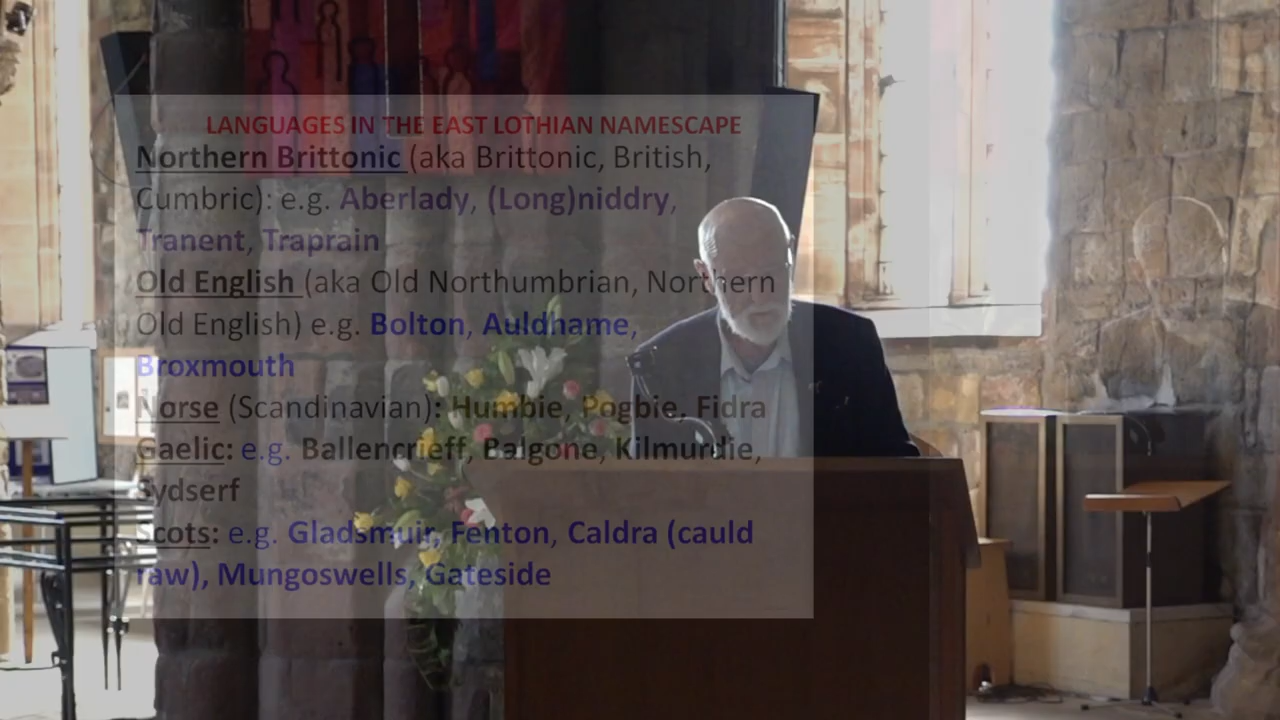 LANGUAGES IN THE EAST LOTHIAN NAMESCAPE
Northern Brittonic (aka Brittonic, British,
Cumbric): e.g. Aberlady, (Long)niddry,
Tranent, Traprain
Old English (aka Old Northumbrian, Northern
Old English) e.g. Bolton, Auldhame,
Broxmouth
Norse (Scandinavian): Humbie, Pogbie, Fidra
Gaelic: e.g. Ballencrieff, Balgone, Kilmurdie,
Sydserf
Scots: e.g. Gladsmuir, Fenton, Caldra (cauld
raw), Mungoswells, Gateside